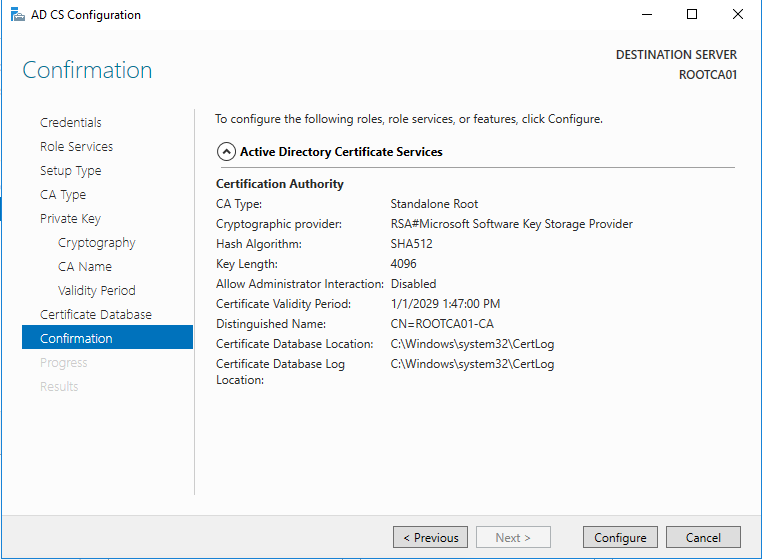 AD CS Configuration
Confirmation
DESTINATION SERVER
ROOTCA01
Credentials
Role Services
Setup Type
CA Type
Private Key
Cryptography
CA Name
Validity Period
Certificate Database
Confirmation
Progress
Results
To configure the following roles, role services, or features, click Configure.
Active Directory Certificate Services
Certification Authority
CA Type: Standalone Root
Cryptographic provider: RSA#Microsoft Software Key Storage Provider
Hash Algorithm: SHA512
Key Length: 4096
Allow Administrator Interaction: Disabled
Certificate Validity Period: 1/1/2029 1:47:00 PM
Distinguished Name: CN=ROOTCA01-CA
Certificate Database Location: C:\Windows\system32\CertLog
Certificate Database Log C:\Windows\system32\CertLog
Location:
< Previous
Next >
Configure
Cancel